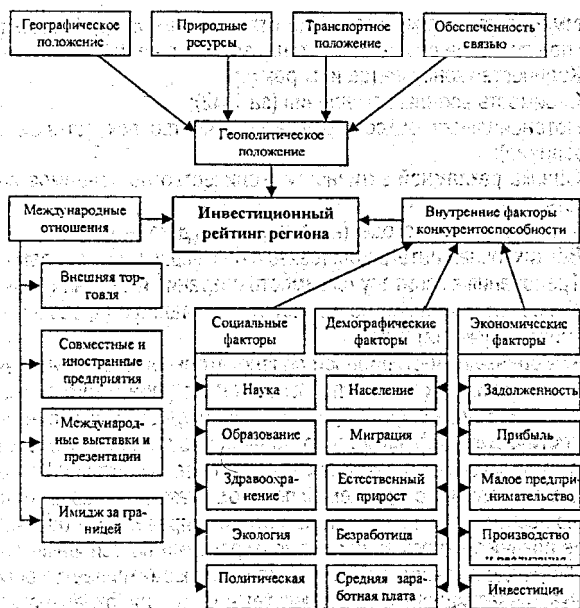 Географическое
положение
Природные
ресурсы
Транспортное
положение
Обеспеченность
связью
Геополитическое
положение
Международные
отношения
Инвестиционный
рейтинг региона
Внутренние факторы
конкурентоспособности
Внешняя тор-
говля
Совместные и
иностранные
предприятия
Международ-
ные выставки и
презентации
Имидж за гра-
ницей
Социальные
факторы
Наука
Образование
Здравоохра-
нение
Экология
Политическая
Демографические
факторы
Население
Миграция
Естественный
прирост
Безработица
Средняя зара-
ботная плата
Экономические
факторы
Задолженность
Прибыль
Малое предпри-
нимательство
Производство
Инвестиции